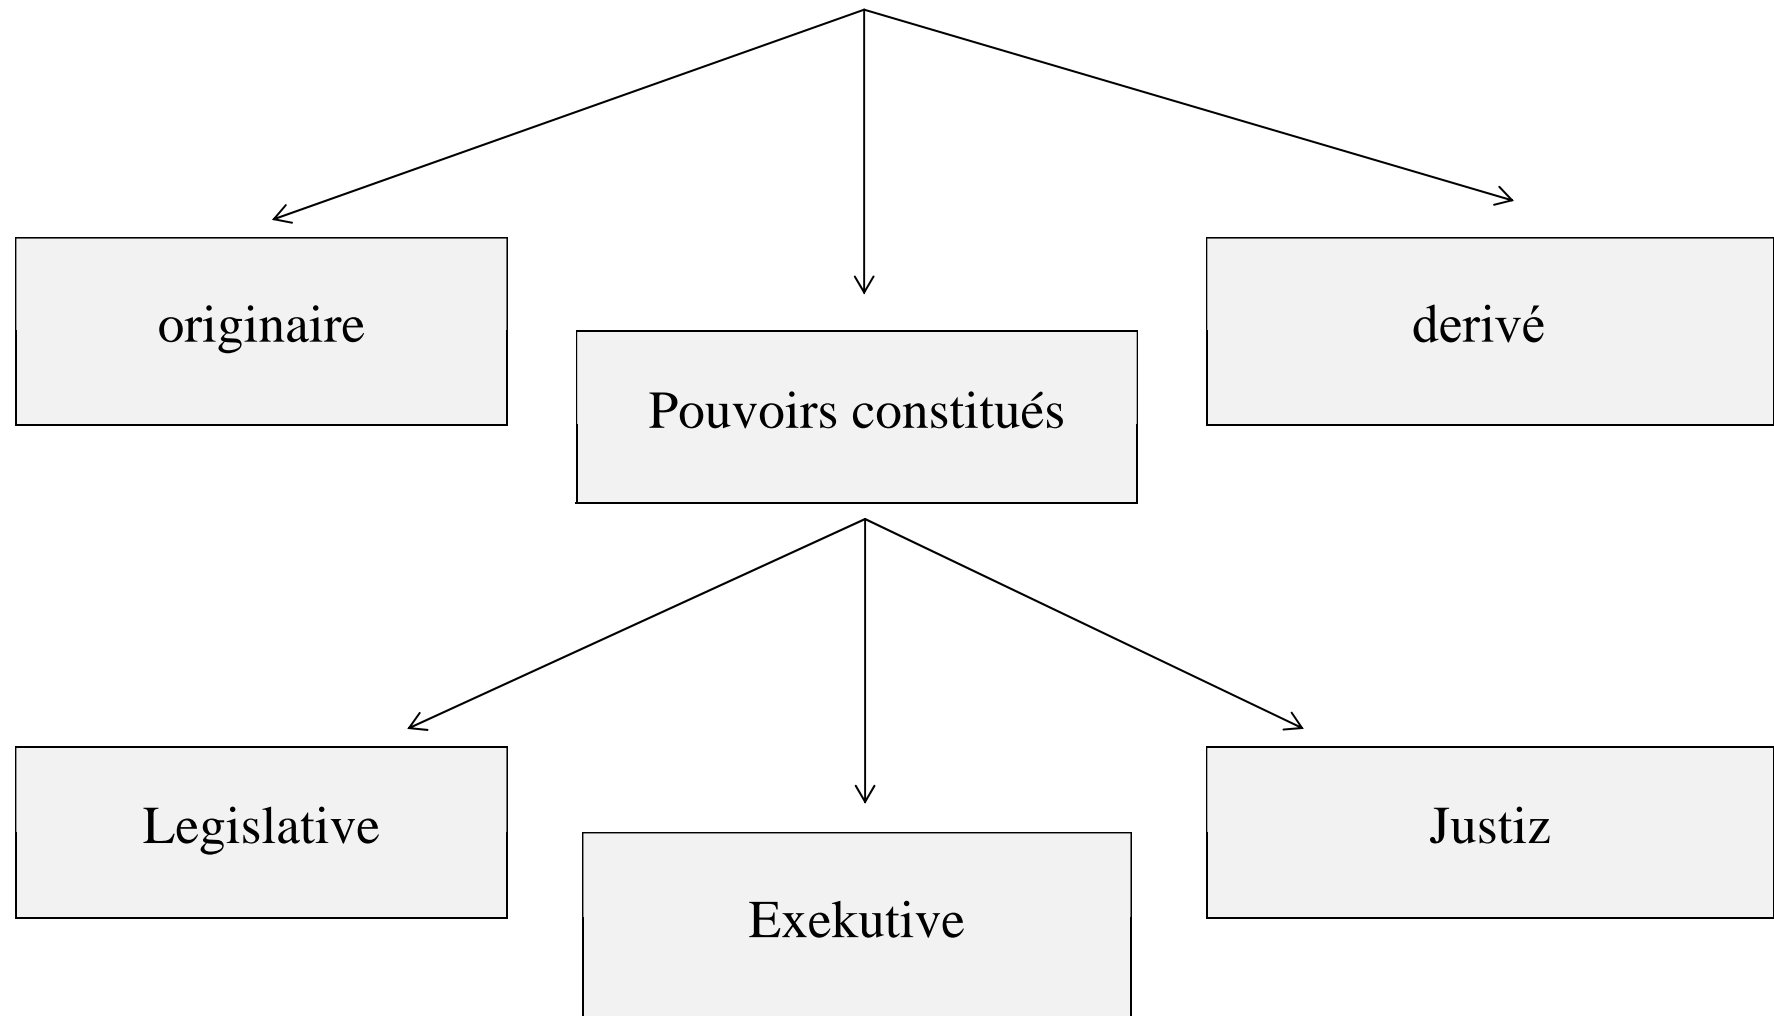 originaire
derivé
Pouvoirs constitués
Legislative
Justiz
Exekutive